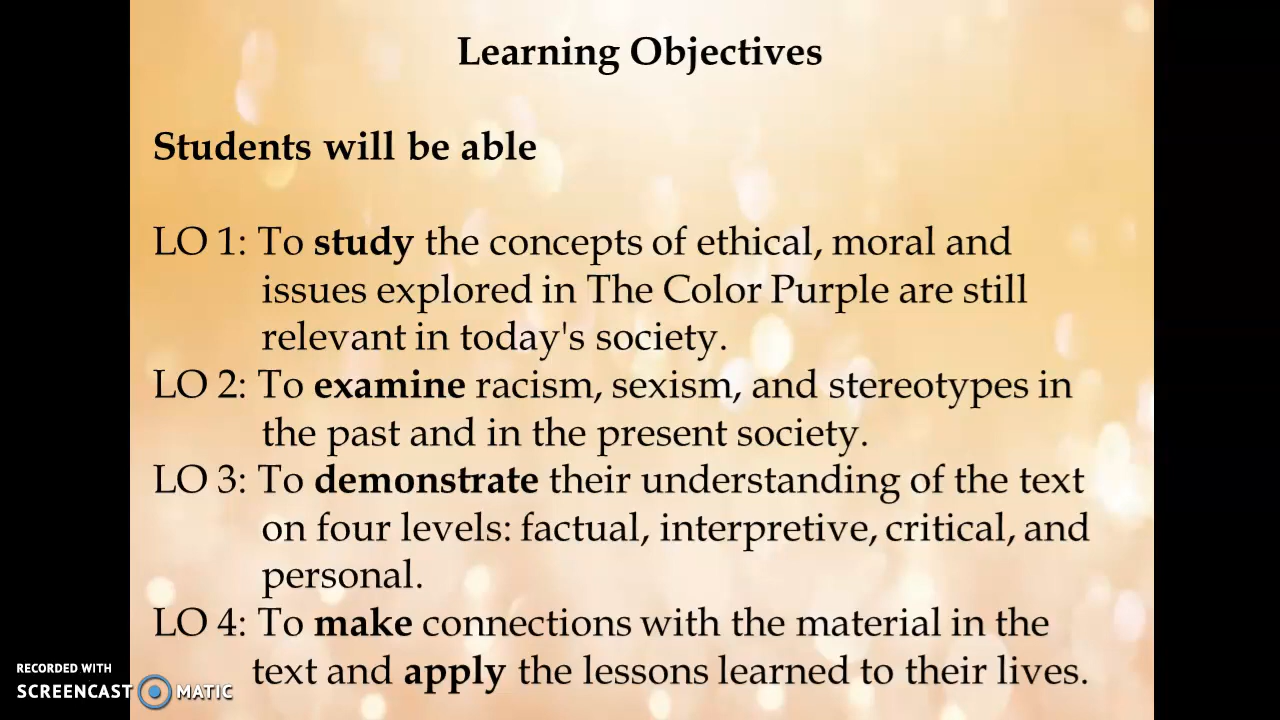 Learning Objectives
Students will be able
LO 1: To study the concepts of ethical, moral and
issues explored in The Color Purple are still
relevant in today's society.
LO 2: To examine racism, sexism, and stereotypes in
the past and in the present society.
LO 3: To demonstrate their understanding of the text
on four levels: factual, interpretive, critical, and
personal.
LO 4: To make connections with the material in the
text and apply the lessons learned to their lives.
RECORDED WITH
SCREENCAST MATIC